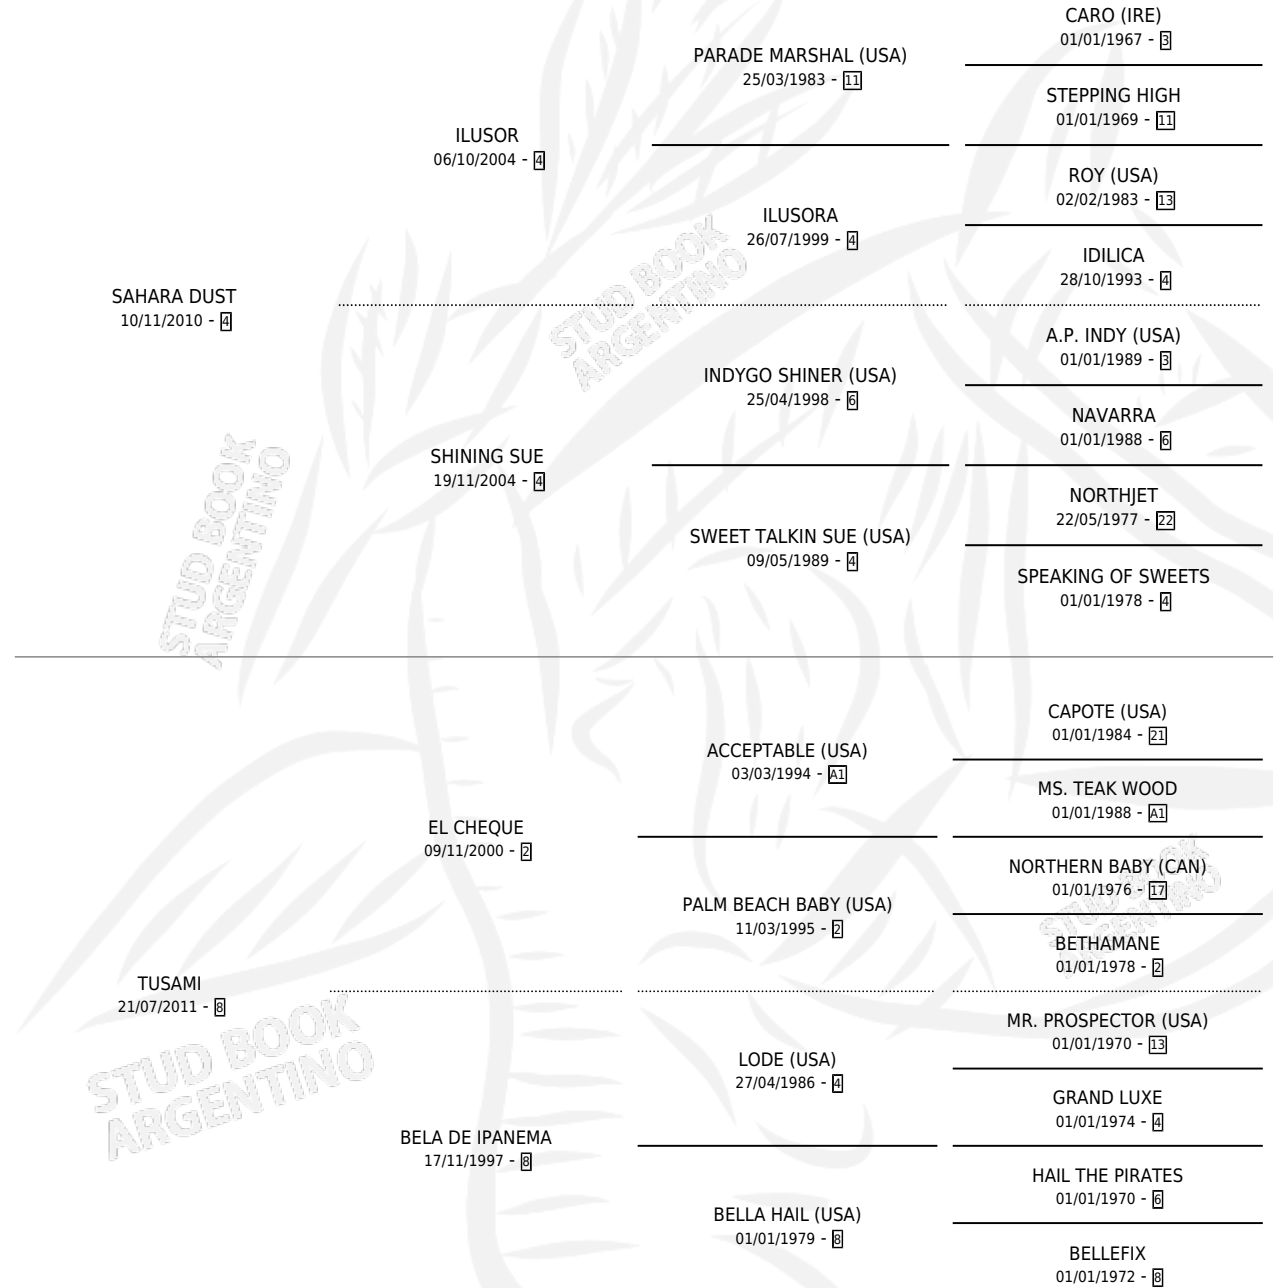 CARO (IRE)
01/01/1967 - 3
PARADE MARSHAL (USA)
25/03/1983 - 11
STEPPING HIGH
01/01/1969 - 11
ILUSOR
06/10/2004 - 4
ROY (USA)
02/02/1983 - 13
ILUSORA
26/07/1999 - 4
IDILICA
28/10/1993 - 4
SAHARA DUST
10/11/2010 - 4
A.P. INDY (USA)
01/01/1989 - 3
INDYGO SHINER (USA)
25/04/1998 - 6
NAVARRA
01/01/1988 - 6
SHINING SUE
19/11/2004 - 4
NORTHJET
22/05/1977 - 22
SWEET TALKIN SUE (USA)
09/05/1989 - 4
SPEAKING OF SWEETS
01/01/1978 - 4
CAPOTE (USA)
01/01/1984 - 21
ACCEPTABLE (USA)
03/03/1994 - A1
MS. TEAK WOOD
01/01/1988 - A1
EL CHEQUE
09/11/2000 - 2
NORTHERN BABY (CAN)
01/01/1976 - 17
PALM BEACH BABY (USA)
11/03/1995 - 2
BETHAMANE
01/01/1978 - 2
TUSAMI
21/07/2011 - 8
MR. PROSPECTOR (USA)
01/01/1970 - 13
LODE (USA)
27/04/1986 - 4
GRAND LUXE
01/01/1974 - 4
BELA DE IPANEMA
17/11/1997 - 8
HAIL THE PIRATES
01/01/1970 - 6
BELLA HAIL (USA)
01/01/1979 - 8
BELLEFIX
01/01/1972 - 8
STUD BOOK
ARGENTINO
STUD BOOK
ARGENTINO
STUD BOOK
ARGENTINO
STUD BOOK
ARGENTINO